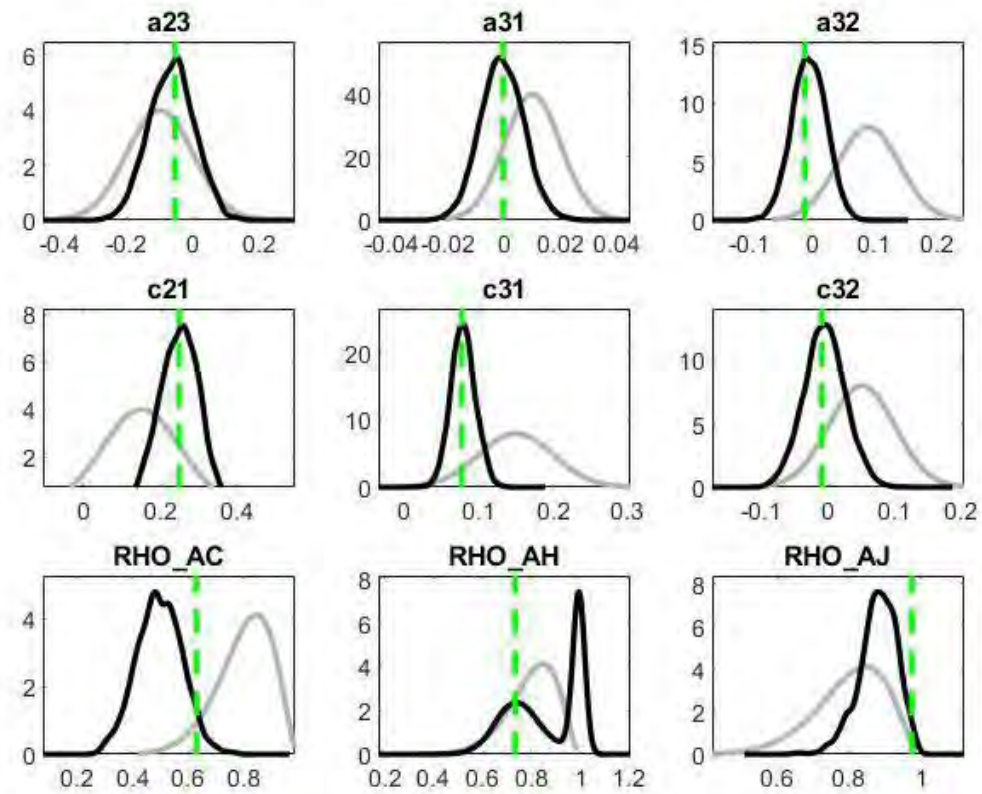 a23 a31 a32
6 4 2 0
-0.4 -0.2 0 0.2
40 20 0
-0.04 -0.02 0 0.02 0.04
15 10 5 0
-0.1 0 0.1 0.2
c21 c31 c32
8 6 4 2
0 0.2 0.4
20 10 0
0 0.1 0.2 0.3
10 5 0
-0.1 0 0.1 0.2
RHO_AC RHO_AH RHO_AJ
4 2 0
0.2 0.4 0.6 0.8
8 6 4 2 0
0.2 0.4 0.6 0.8 1 1.2
8 6 4 2 0
0.6 0.8 1